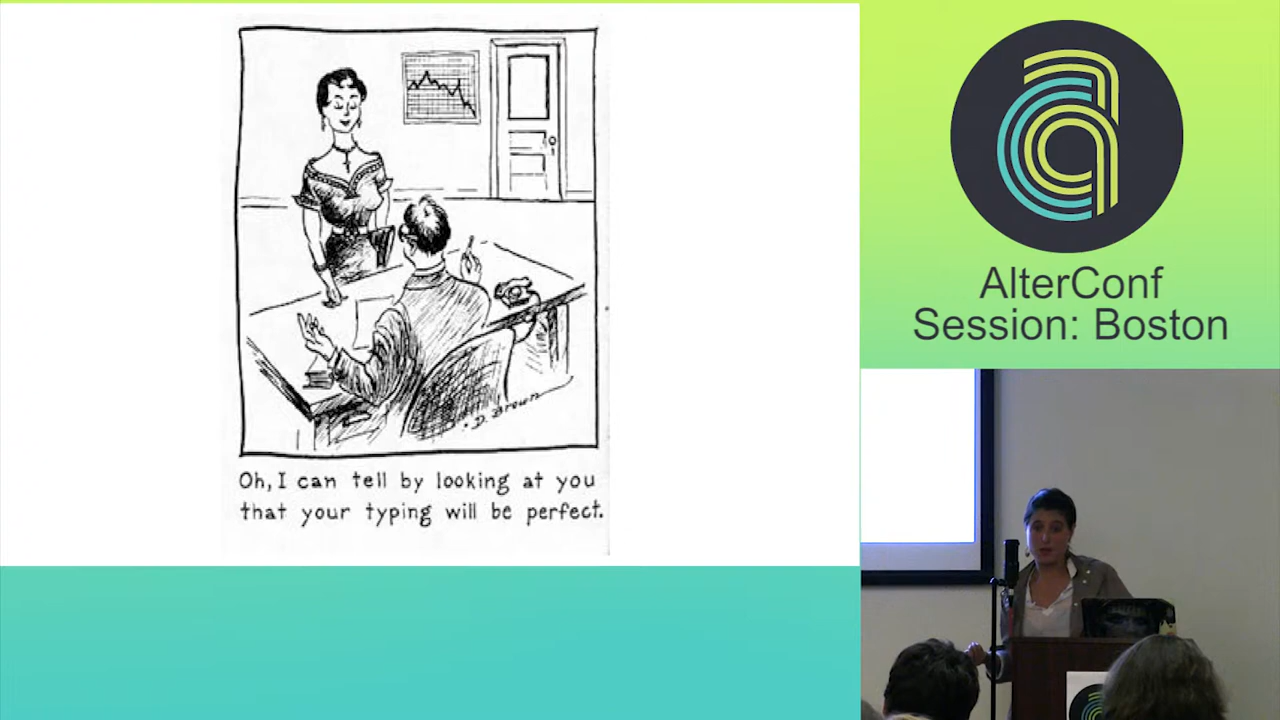 D. Brown
Oh, I can tell by looking at you
that your typing will be perfect.
AlterConf
Session: Boston